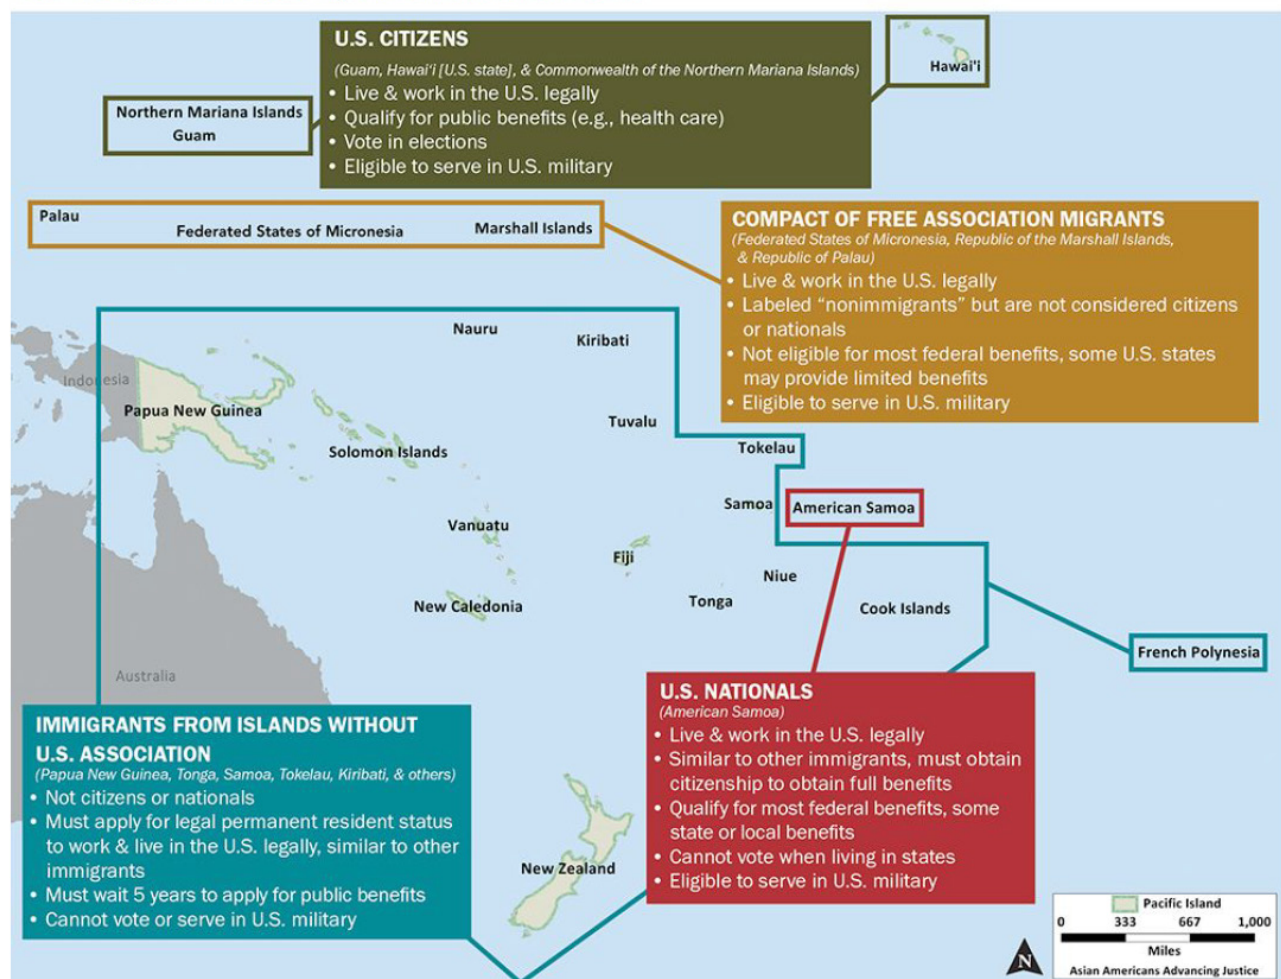 U.S. CITIZENS
(Guam, Hawai‘i [U.S. state], & Commonwealth of the Northern Mariana Islands)
• Live & work in the U.S. legally
• Qualify for public benefits (e.g., health care)
• Vote in elections
• Eligible to serve in U.S. military
Hawai'i
Northern Mariana Islands
Guam
Palau
Federated States of Micronesia
Marshall Islands
COMPACT OF FREE ASSOCIATION MIGRANTS
(Federated States of Micronesia, Republic of the Marshall Islands,
& Republic of Palau)
• Live & work in the U.S. legally
• Labeled “nonimmigrants” but are not considered citizens
or nationals
• Not eligible for most federal benefits, some U.S. states
may provide limited benefits
• Eligible to serve in U.S. military
Nauru
Kiribati
Indonesia
Papua New Guinea
Tuvalu
Solomon Islands
Tokelau
Samoa
American Samoa
Vanuatu
Fiji
Niue
New Caledonia
Tonga
Cook Islands
French Polynesia
Australia
IMMIGRANTS FROM ISLANDS WITHOUT
U.S. ASSOCIATION
(Papua New Guinea, Tonga, Samoa, Tokelau, Kiribati, & others)
• Not citizens or nationals
• Must apply for legal permanent resident status
to work & live in the U.S. legally, similar to other
immigrants
• Must wait 5 years to apply for public benefits
• Cannot vote or serve in U.S. military
U.S. NATIONALS
(American Samoa)
• Live & work in the U.S. legally
• Similar to other immigrants, must obtain
citizenship to obtain full benefits
• Qualify for most federal benefits, some
state or local benefits
• Cannot vote when living in states
• Eligible to serve in U.S. military
New Zealand
N
Pacific Island
0 333 667 1,000
Miles
Asian Americans Advancing Justice